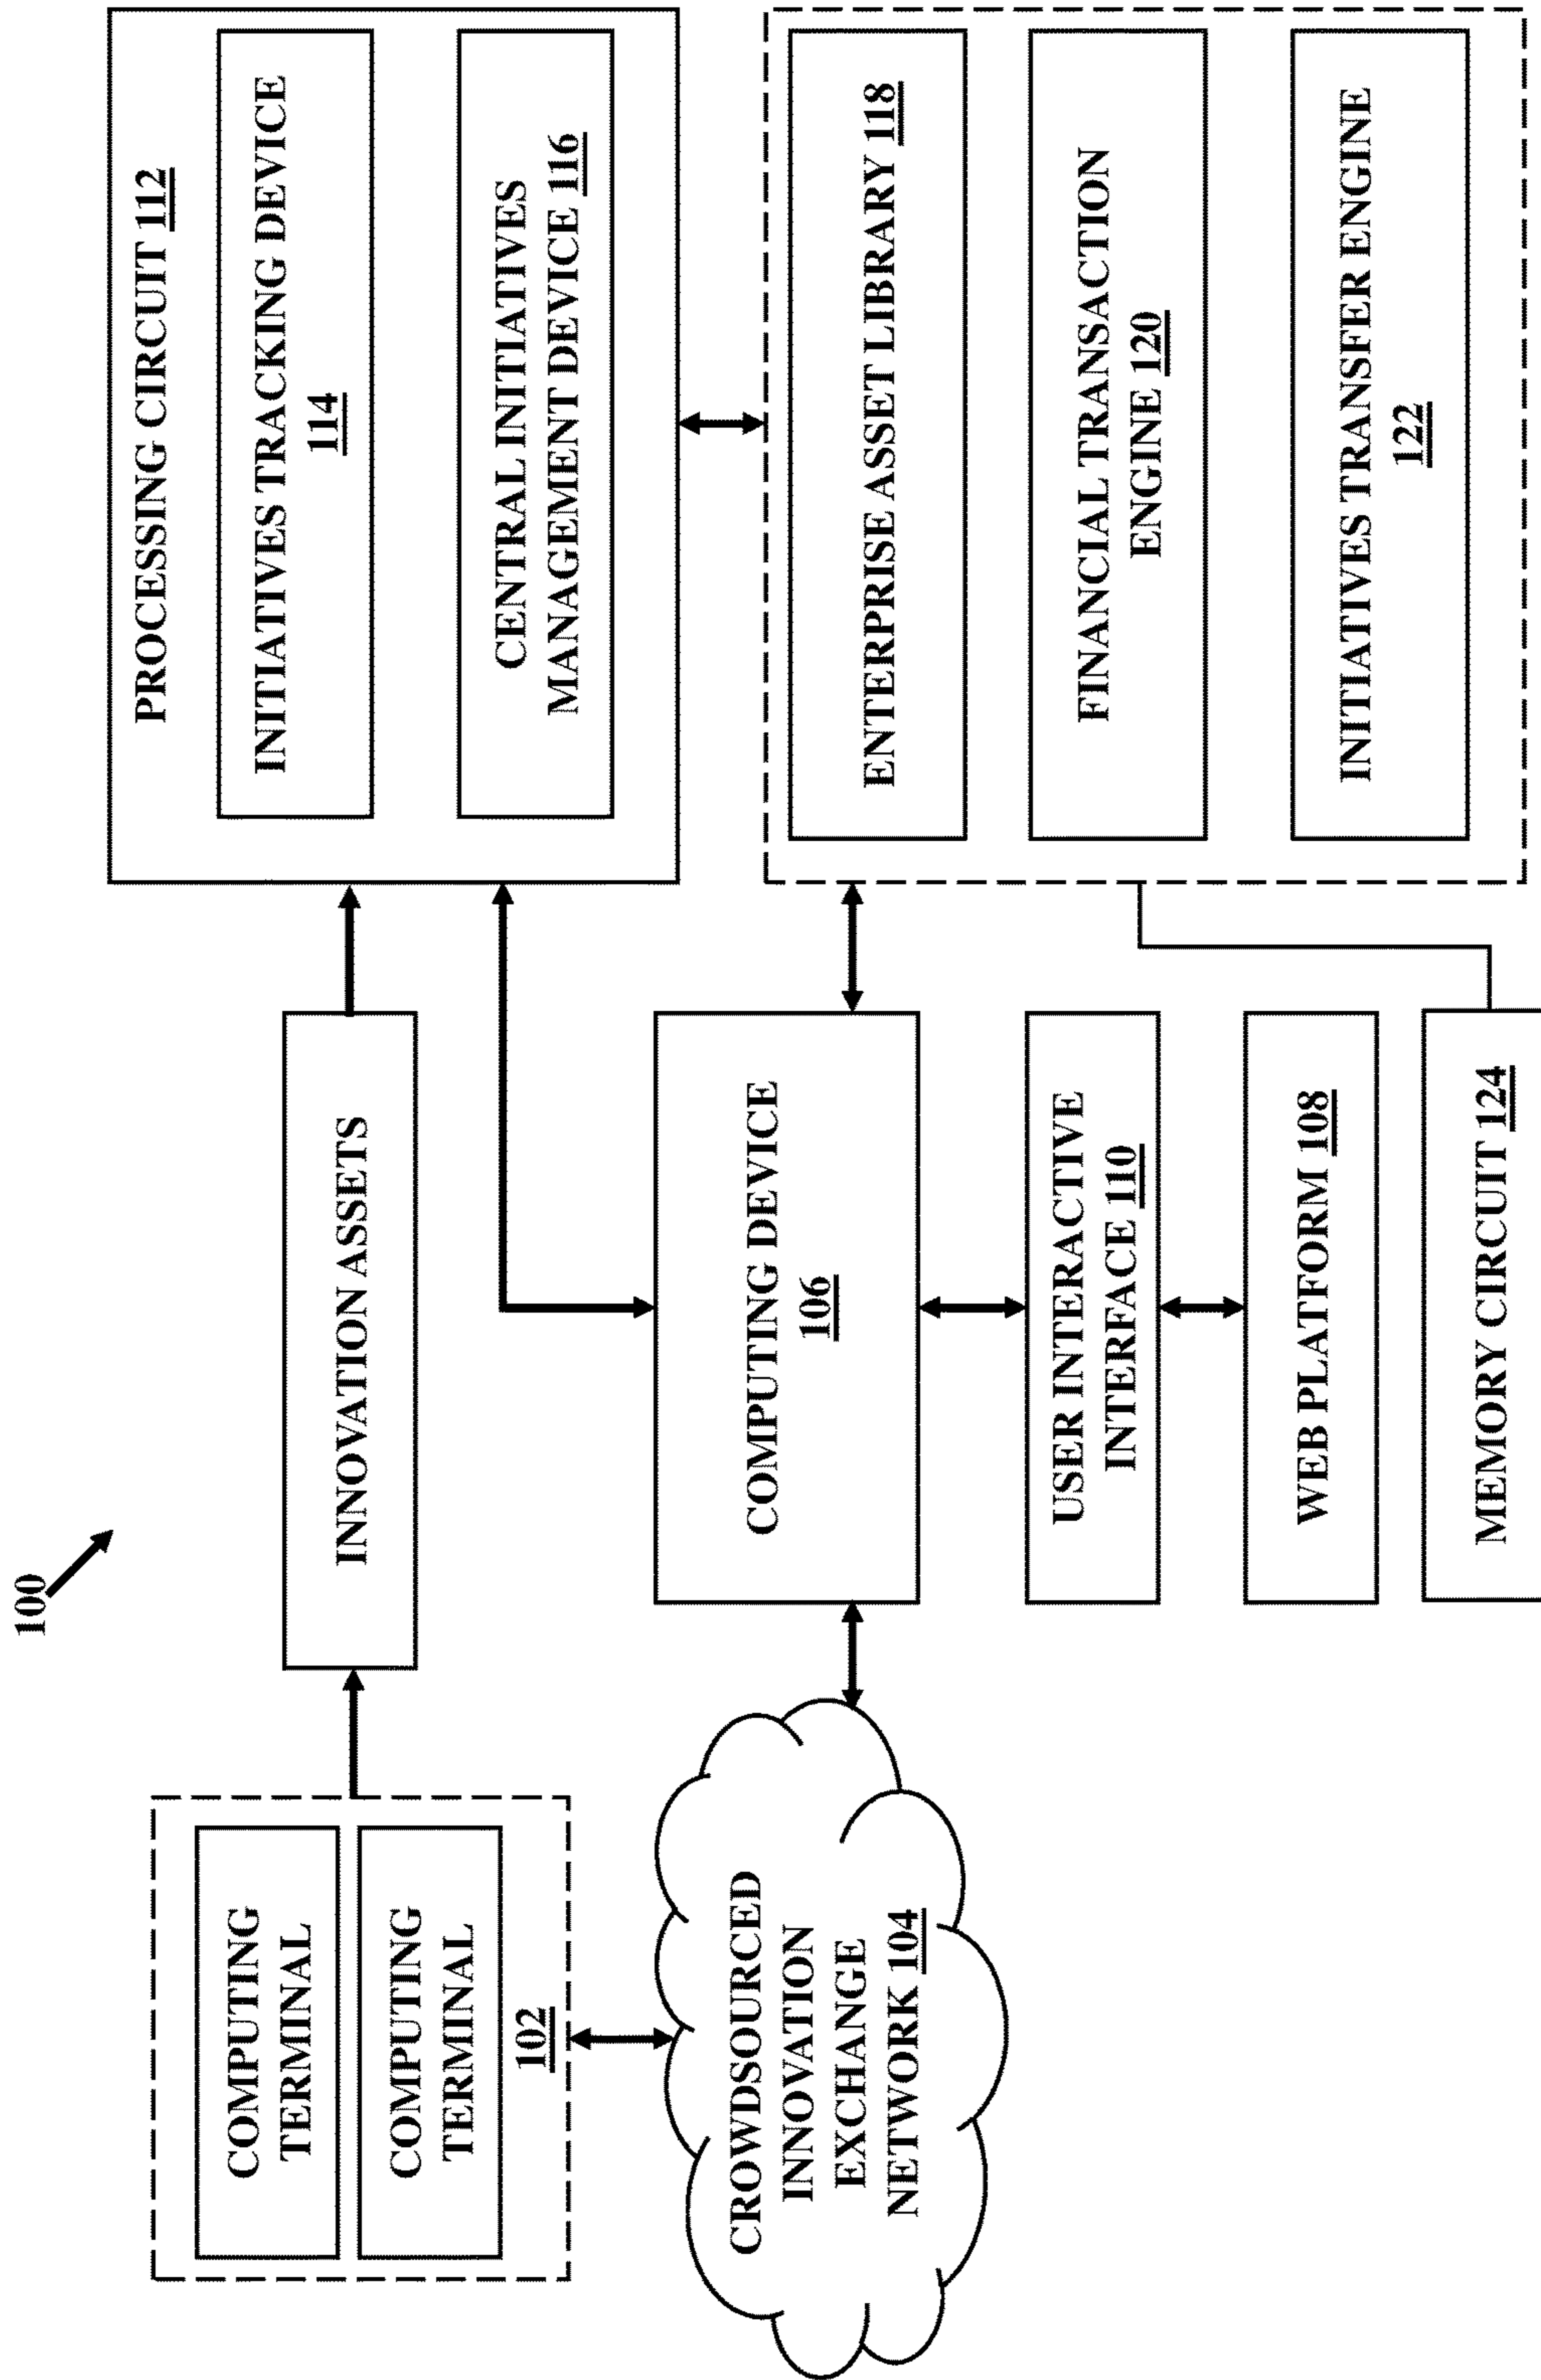 100
COMPUTING
TERMINAL
COMPUTING
TERMINAL
102
INNOVATION ASSETS
PROCESSING CIRCUIT 112
INITIATIVES TRACKING DEVICE
114
CENTRAL INITIATIVES
MANAGEMENT DEVICE 116
CROWDSOURCED
INNOVATION
EXCHANGE
NETWORK 104
COMPUTING DEVICE
106
USER INTERACTIVE
INTERFACE 110
WEB PLATFORM 108
MEMORY CIRCUIT 124
ENTERPRISE ASSET LIBRARY 118
FINANCIAL TRANSACTION
ENGINE 120
INITIATIVES TRANSFER ENGINE
122